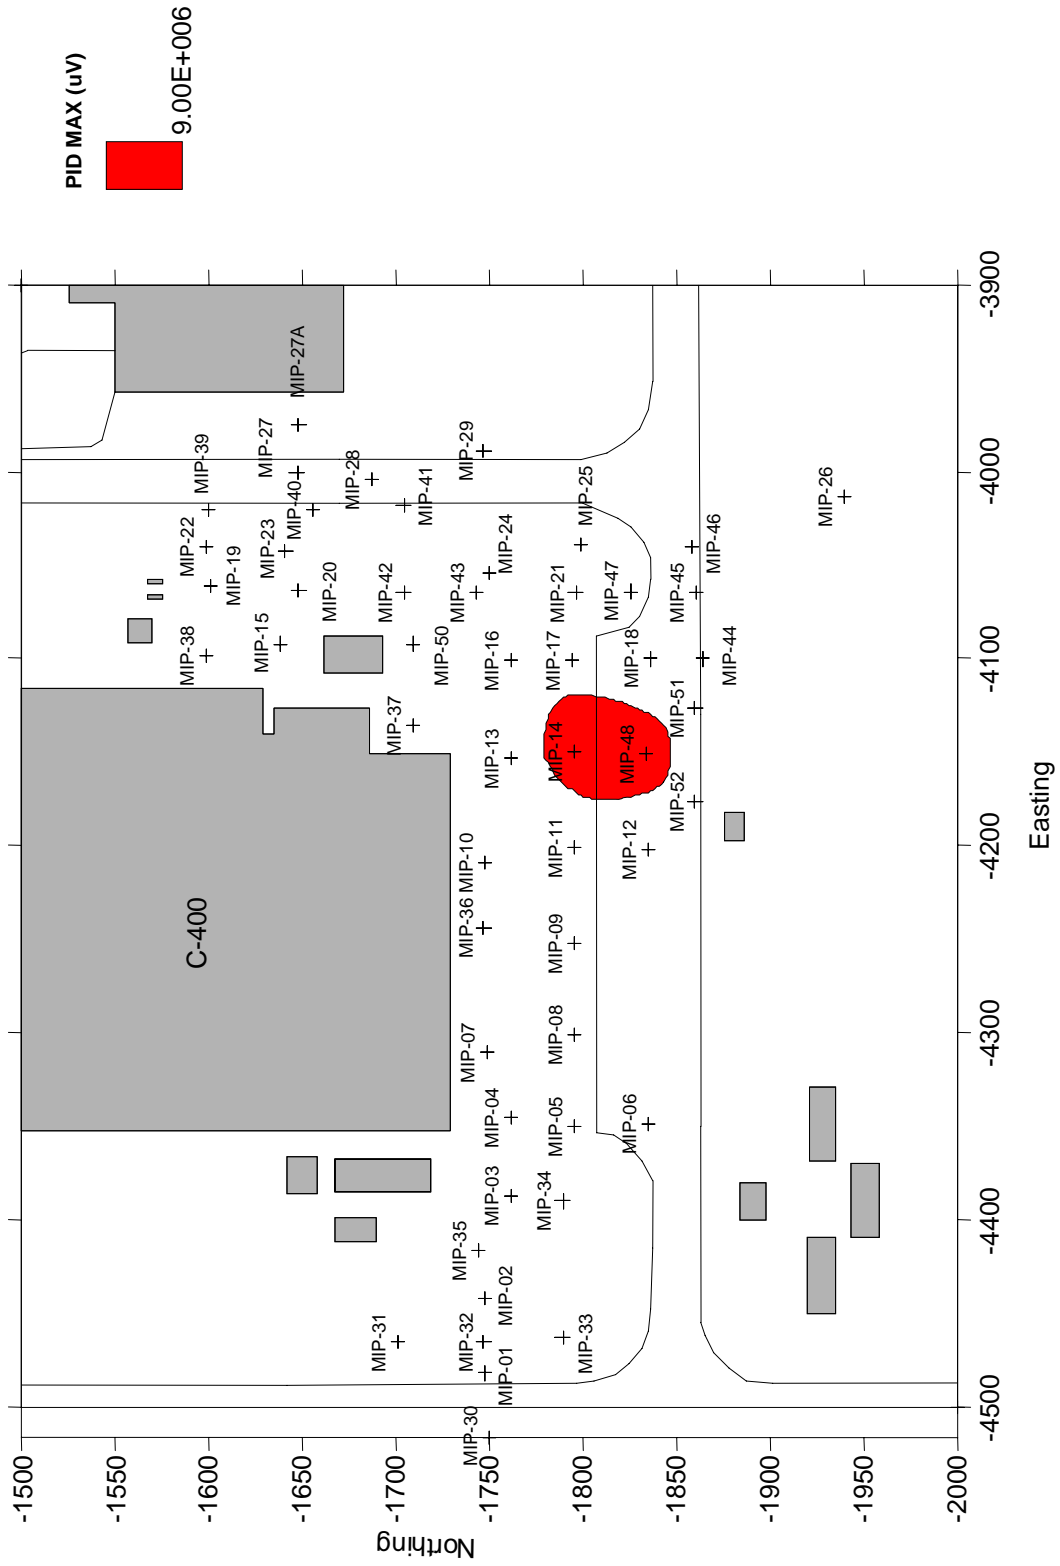 PID MAX (uV)
9.00E+006
C-400
MIP-30
MIP-01
MIP-32
MIP-31
MIP-02
MIP-33
MIP-35
MIP-03
MIP-34
MIP-04
MIP-05
MIP-06
MIP-07
MIP-08
MIP-09
MIP-36
MIP-10
MIP-11
MIP-12
MIP-52
MIP-13
MIP-14
MIP-48
MIP-51
MIP-37
MIP-38
MIP-15
MIP-50
MIP-16
MIP-17
MIP-18
MIP-44
MIP-22
MIP-19
MIP-23
MIP-20
MIP-42
MIP-43
MIP-24
MIP-21
MIP-47
MIP-45
MIP-46
MIP-39
MIP-40
MIP-27
MIP-27A
MIP-28
MIP-41
MIP-29
MIP-25
MIP-26
-1500
-1550
-1600
-1650
-1700
-1750
-1800
-1850
-1900
-1950
-2000
Northing
-4500
-4400
-4300
-4200
-4100
-4000
-3900
Easting